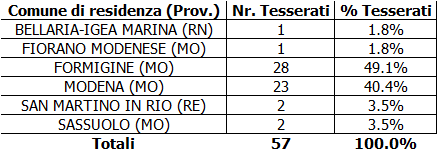 Comune di residenza (Prov.) Nr. Tesserati % Tesserati
BELLARIA-IGEA MARINA (RN) 1 1.8%
FIORANO MODENESE (MO) 1 1.8%
FORMIGINE (MO) 28 49.1%
MODENA (MO) 23 40.4%
SAN MARTINO IN RIO (RE) 2 3.5%
SASSUOLO (MO) 2 3.5%
Totali 57 100.0%